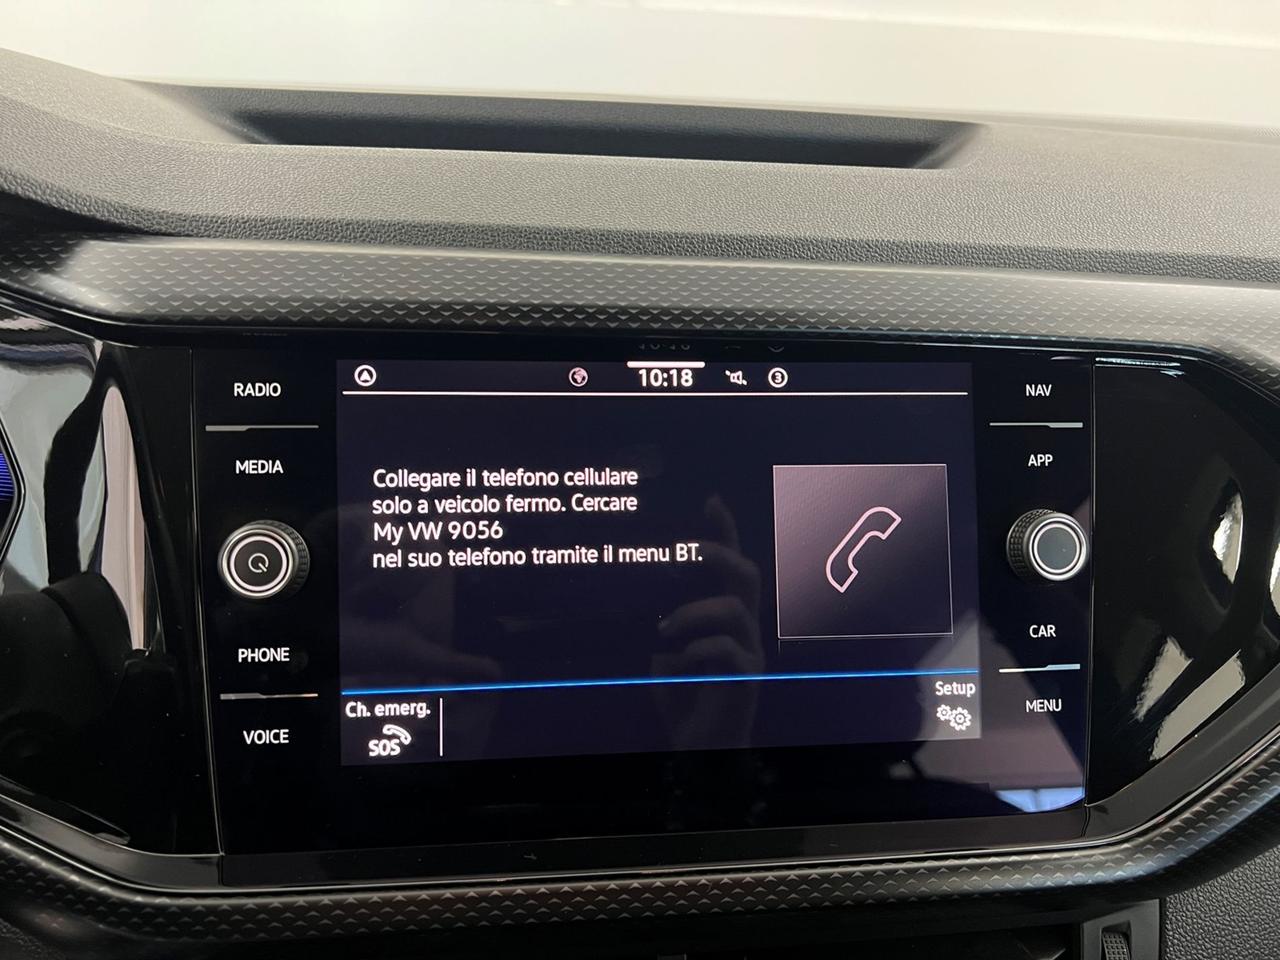 10:18
3
RADIO
MEDIA
PHONE
VOICE
Collegare il telefono cellulare
solo a veicolo fermo. Cercare
My VW 9056
nel suo telefono tramite il menu BT.
Ch. emerg.
SOS
Setup
NAV
APP
CAR
MENU